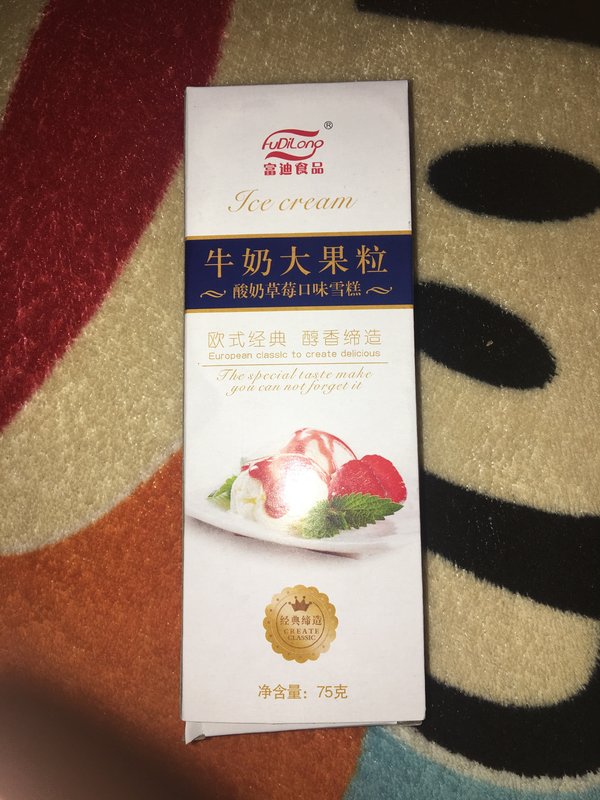 FuDiLong®
富迪食品
Ice cream
牛奶大果粒
酸奶草莓口味雪糕
欧式经典 醇香缔造
European classic to create delicious
The special taste make
you can not forget it
经典缔造
CREATE
CLASSIC
净含量：75克